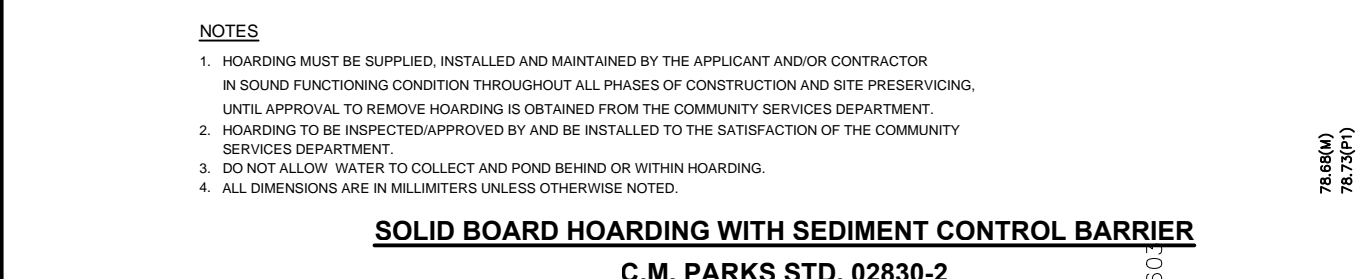 NOTES
1. HOARDING MUST BE SUPPLIED, INSTALLED AND MAINTAINED BY THE APPLICANT AND/OR CONTRACTOR
IN SOUND FUNCTIONING CONDITION THROUGHOUT ALL PHASES OF CONSTRUCTION AND SITE PRESERVICING,
UNTIL APPROVAL TO REMOVE HOARDING IS OBTAINED FROM THE COMMUNITY SERVICES DEPARTMENT.
2. HOARDING TO BE INSPECTED/APPROVED BY AND BE INSTALLED TO THE SATISFACTION OF THE COMMUNITY
SERVICES DEPARTMENT.
3. DO NOT ALLOW WATER TO COLLECT AND POND BEHIND OR WITHIN HOARDING.
4. ALL DIMENSIONS ARE IN MILLIMITERS UNLESS OTHERWISE NOTED.
SOLID BOARD HOARDING WITH SEDIMENT CONTROL BARRIER
C.M. PARKS STD. 02830-2
78.68(M)
78.73(P1)